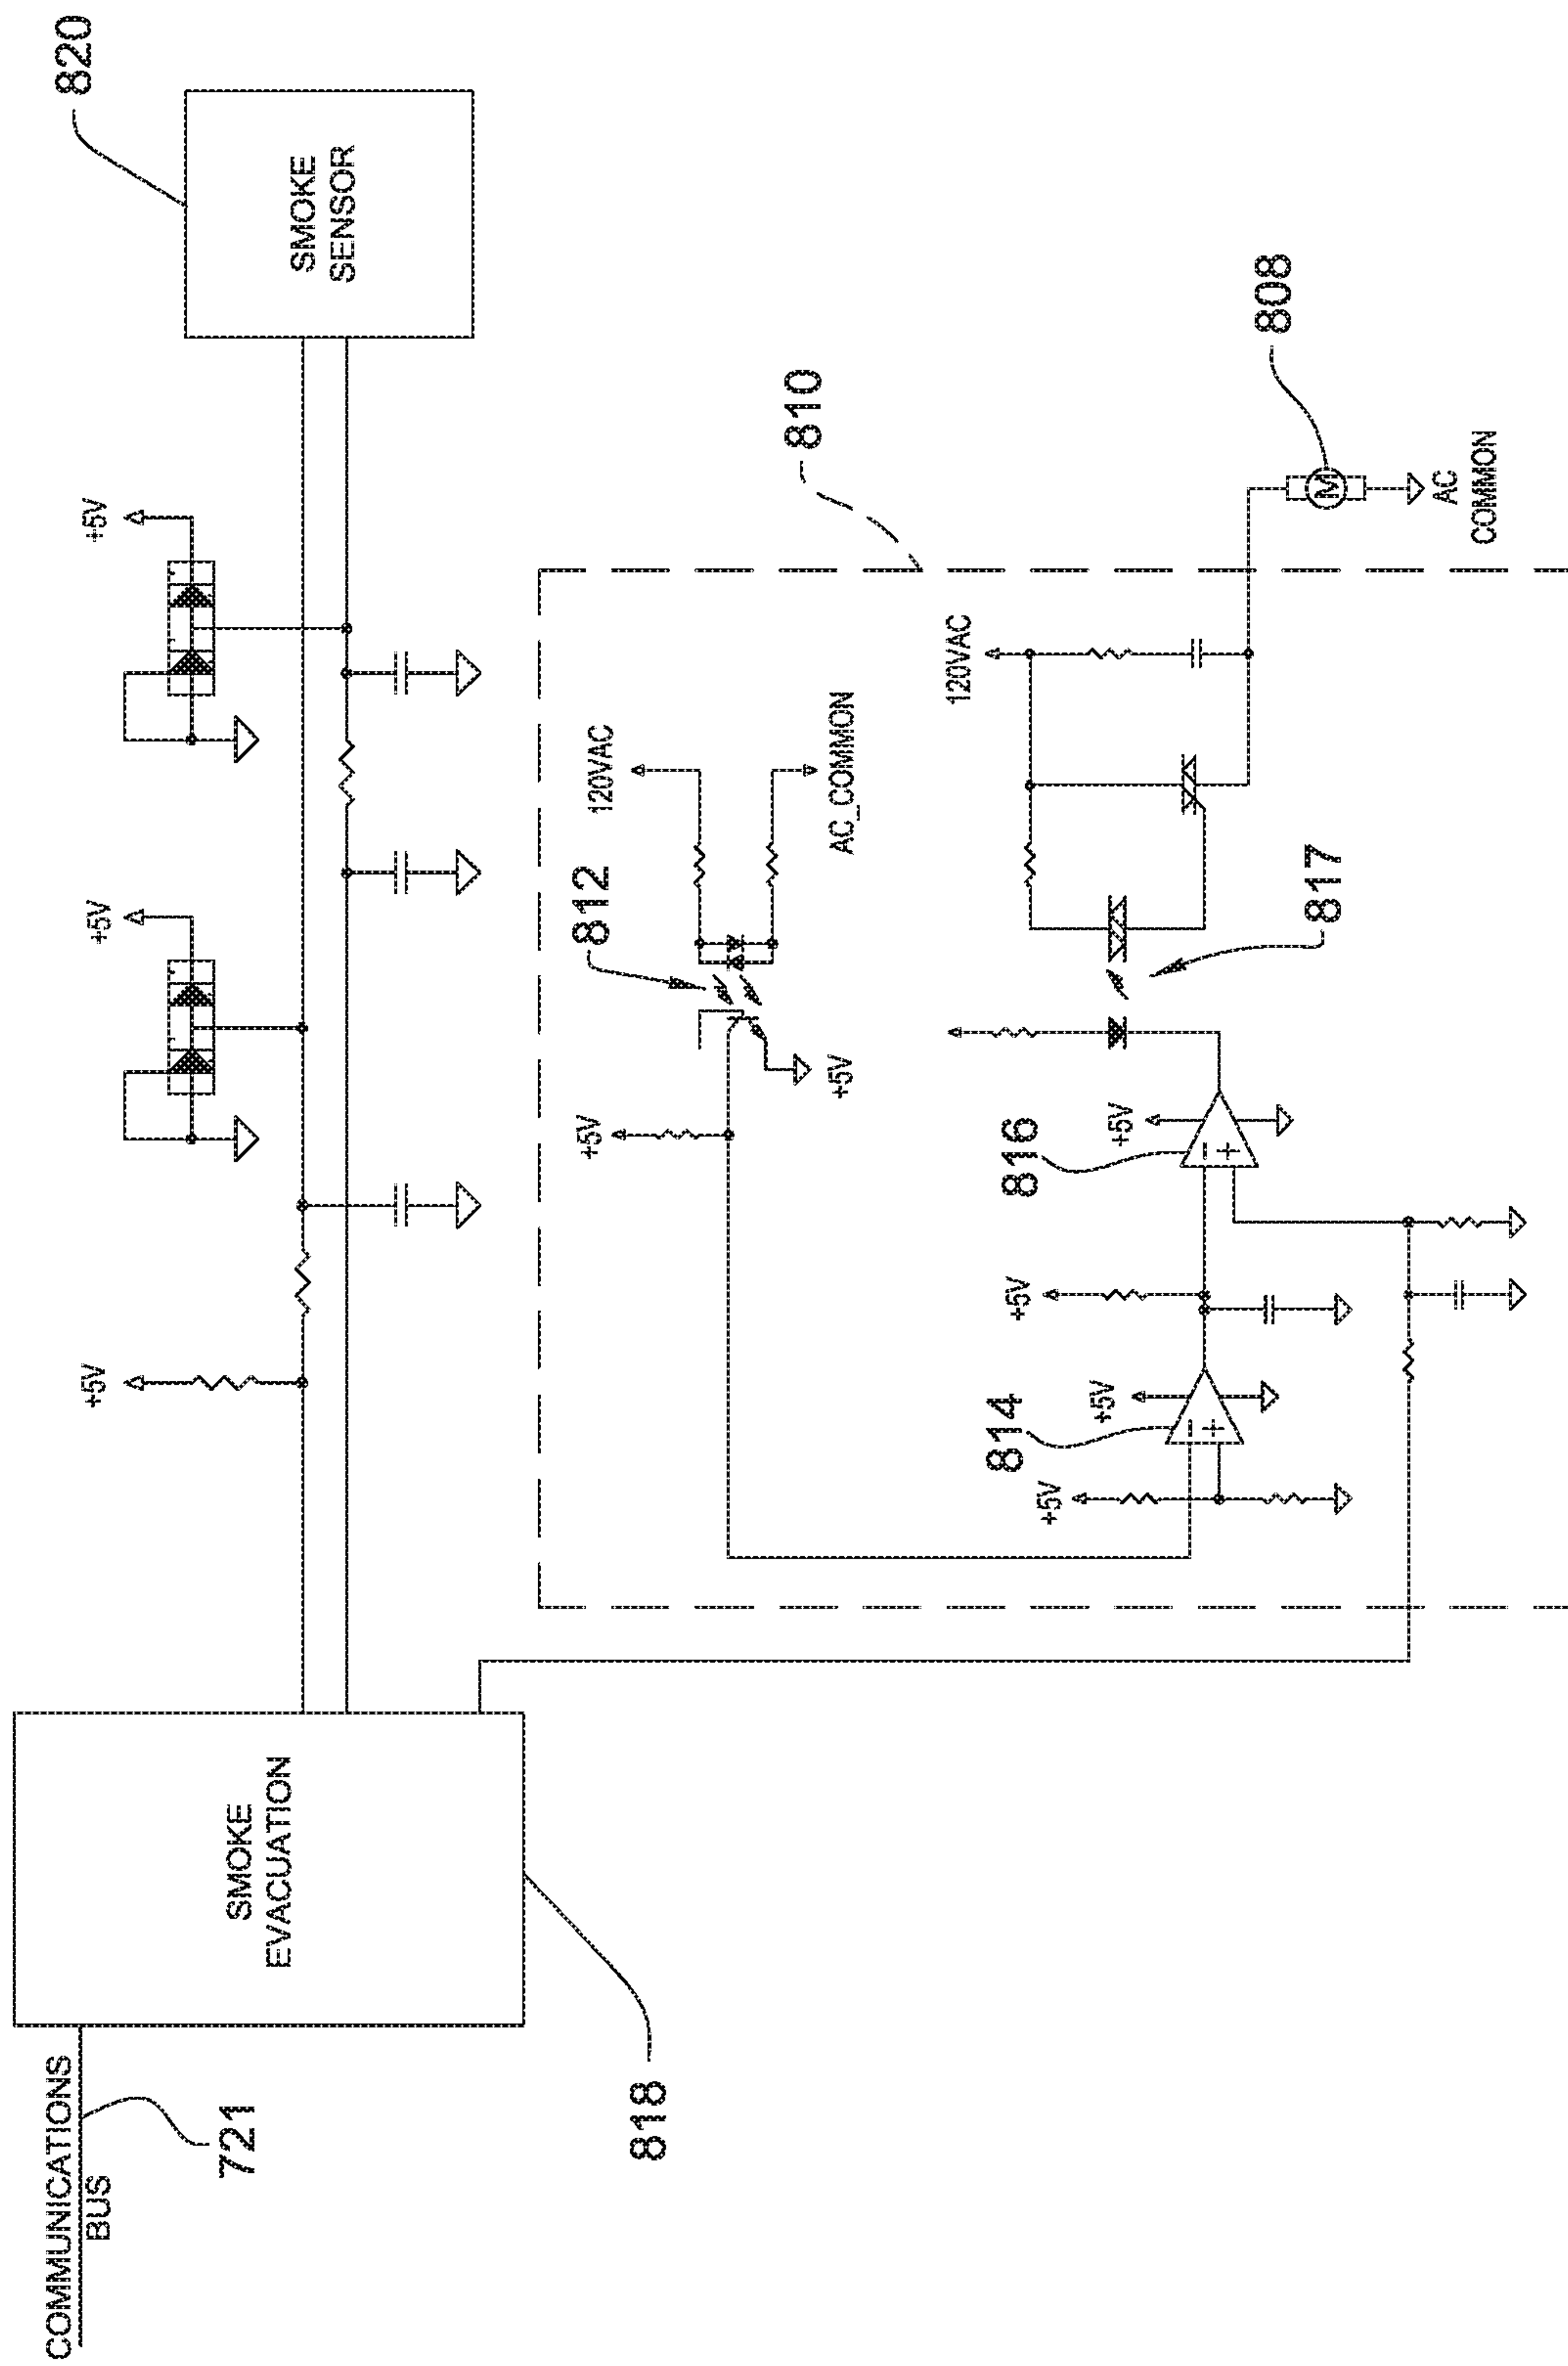 COMMUNICATIONS
BUS
721
SMOKE
EVACUATION
818
+5V
+5V
+5V
SMOKE
SENSOR
820
810
812
120VAC
AC_COMMON
+5V
+5V
120VAC
817
808
M
AC
COMMON
814
+5V
+5V
−
+
+5V
816
+5V
−
+